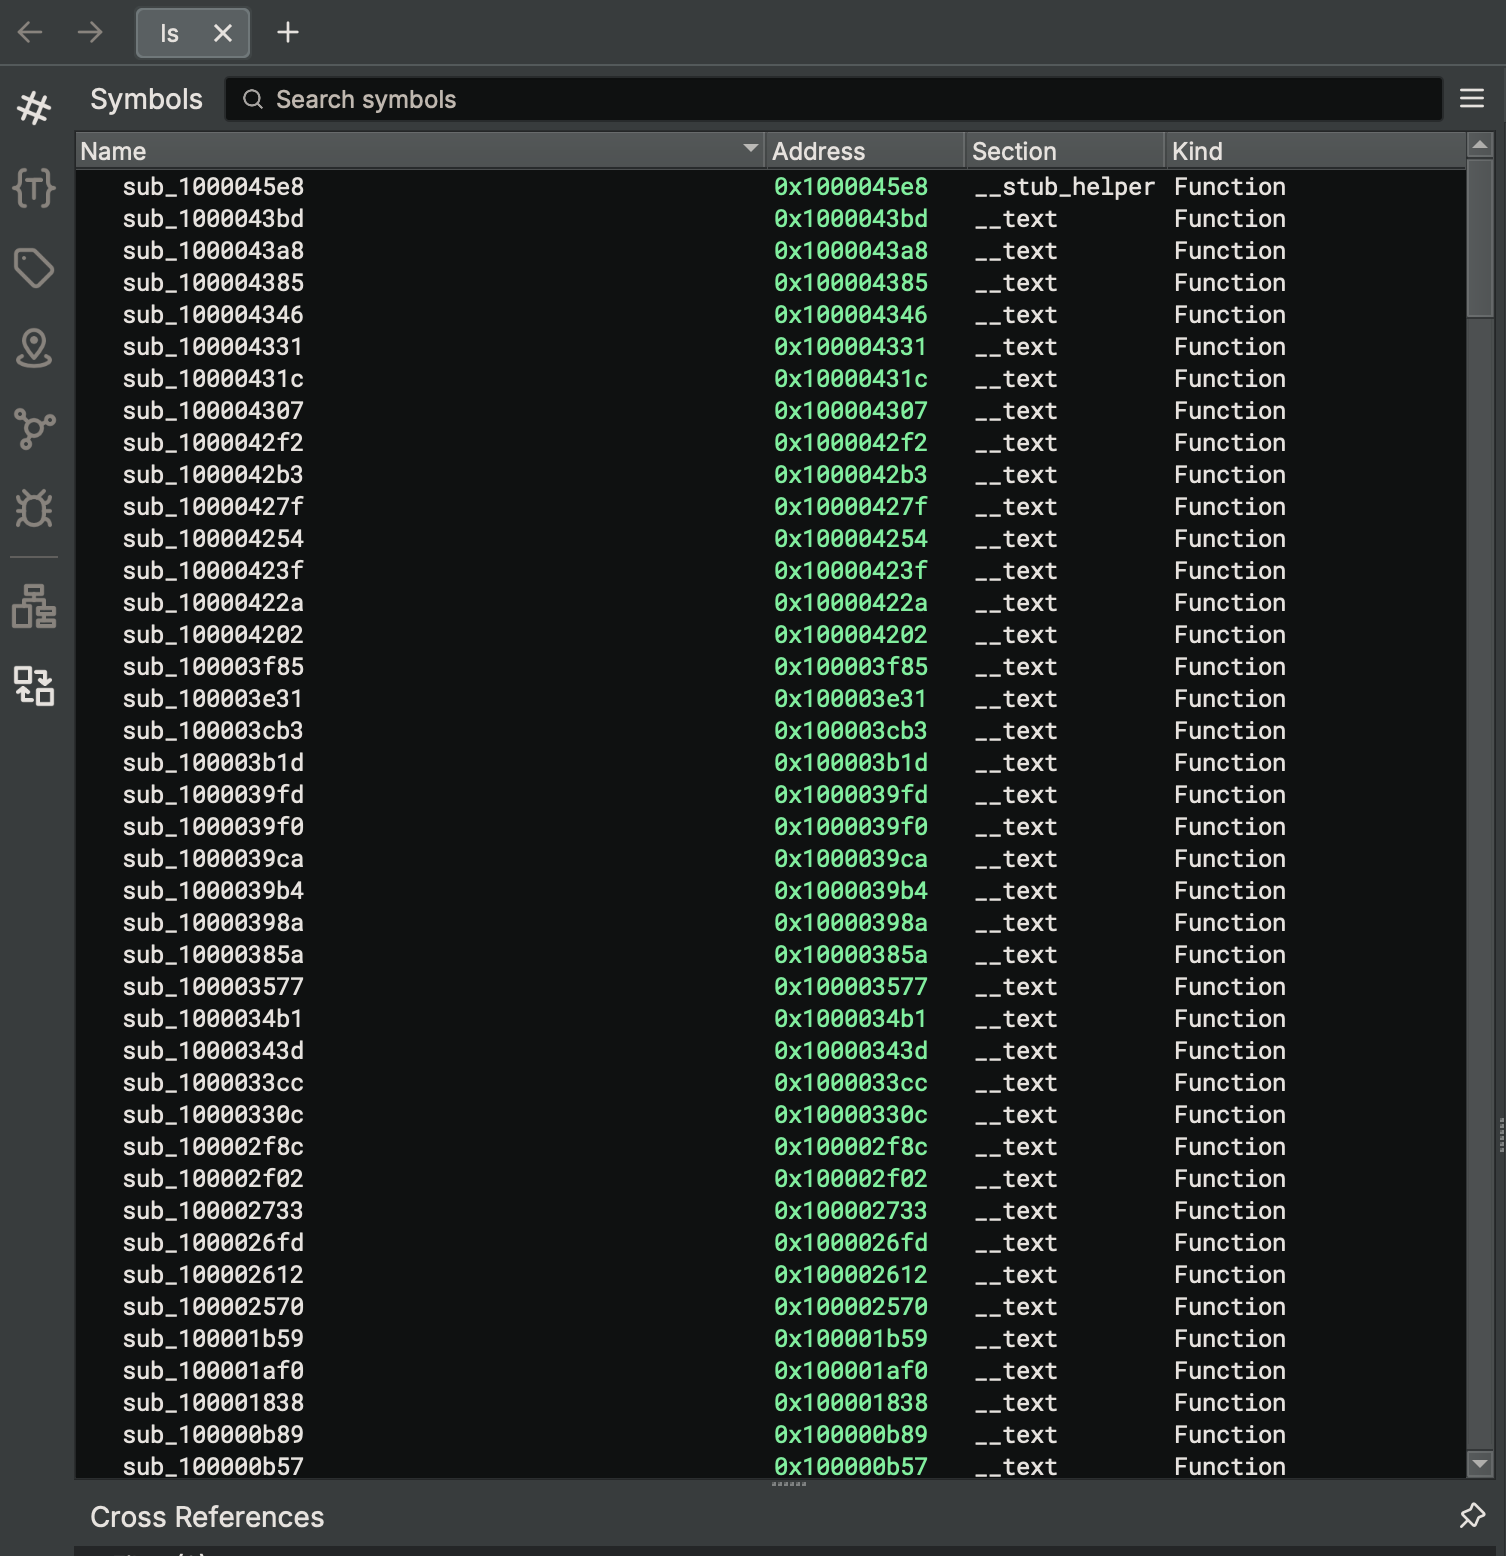 ls
Symbols Search symbols
Name Address Section Kind
sub_1000045e8 0x1000045e8 __stub_helper Function
sub_1000043bd 0x1000043bd __text Function
sub_1000043a8 0x1000043a8 __text Function
sub_100004385 0x100004385 __text Function
sub_100004346 0x100004346 __text Function
sub_100004331 0x100004331 __text Function
sub_10000431c 0x10000431c __text Function
sub_100004307 0x100004307 __text Function
sub_1000042f2 0x1000042f2 __text Function
sub_1000042b3 0x1000042b3 __text Function
sub_10000427f 0x10000427f __text Function
sub_100004254 0x100004254 __text Function
sub_10000423f 0x10000423f __text Function
sub_10000422a 0x10000422a __text Function
sub_100004202 0x100004202 __text Function
sub_100003f85 0x100003f85 __text Function
sub_100003e31 0x100003e31 __text Function
sub_100003cb3 0x100003cb3 __text Function
sub_100003b1d 0x100003b1d __text Function
sub_1000039fd 0x1000039fd __text Function
sub_1000039f0 0x1000039f0 __text Function
sub_1000039ca 0x1000039ca __text Function
sub_1000039b4 0x1000039b4 __text Function
sub_10000398a 0x10000398a __text Function
sub_10000385a 0x10000385a __text Function
sub_100003577 0x100003577 __text Function
sub_1000034b1 0x1000034b1 __text Function
sub_10000343d 0x10000343d __text Function
sub_1000033cc 0x1000033cc __text Function
sub_10000330c 0x10000330c __text Function
sub_100002f8c 0x100002f8c __text Function
sub_100002f02 0x100002f02 __text Function
sub_100002733 0x100002733 __text Function
sub_1000026fd 0x1000026fd __text Function
sub_100002612 0x100002612 __text Function
sub_100002570 0x100002570 __text Function
sub_100001b59 0x100001b59 __text Function
sub_100001af0 0x100001af0 __text Function
sub_100001838 0x100001838 __text Function
sub_100000b89 0x100000b89 __text Function
sub_100000b57 0x100000b57 __text Function
Cross References